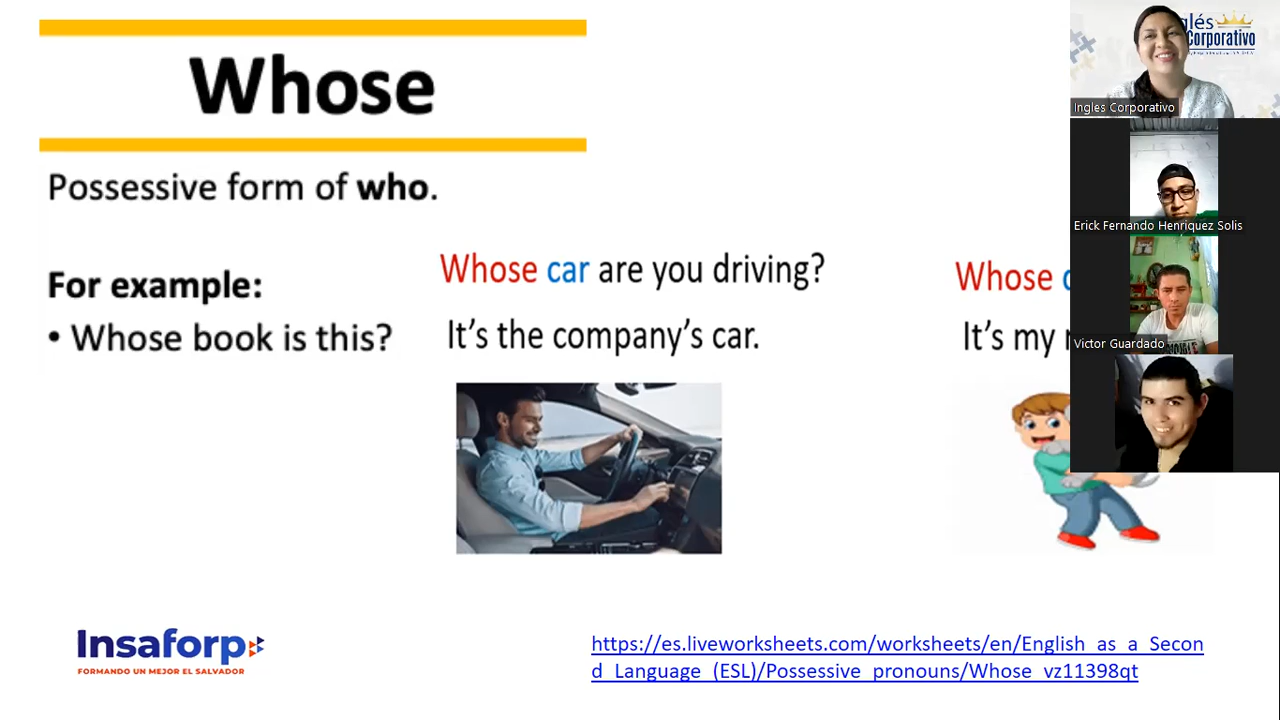 Whose
Possessive form of who.
For example:
• Whose book is this?
Whose car are you driving?
It's the company's car.
Whose
It's my
Insaforp
FORMANDO UN MEJOR EL SALVADOR
https://es.liveworksheets.com/worksheets/en/English_as_a_Secon
d_Language_(ESL)/Possessive_pronouns/Whose_vz11398qt
glés
Corporativo
Ingles Corporativo
Erick Fernando Henriquez Solis
Victor Guardado